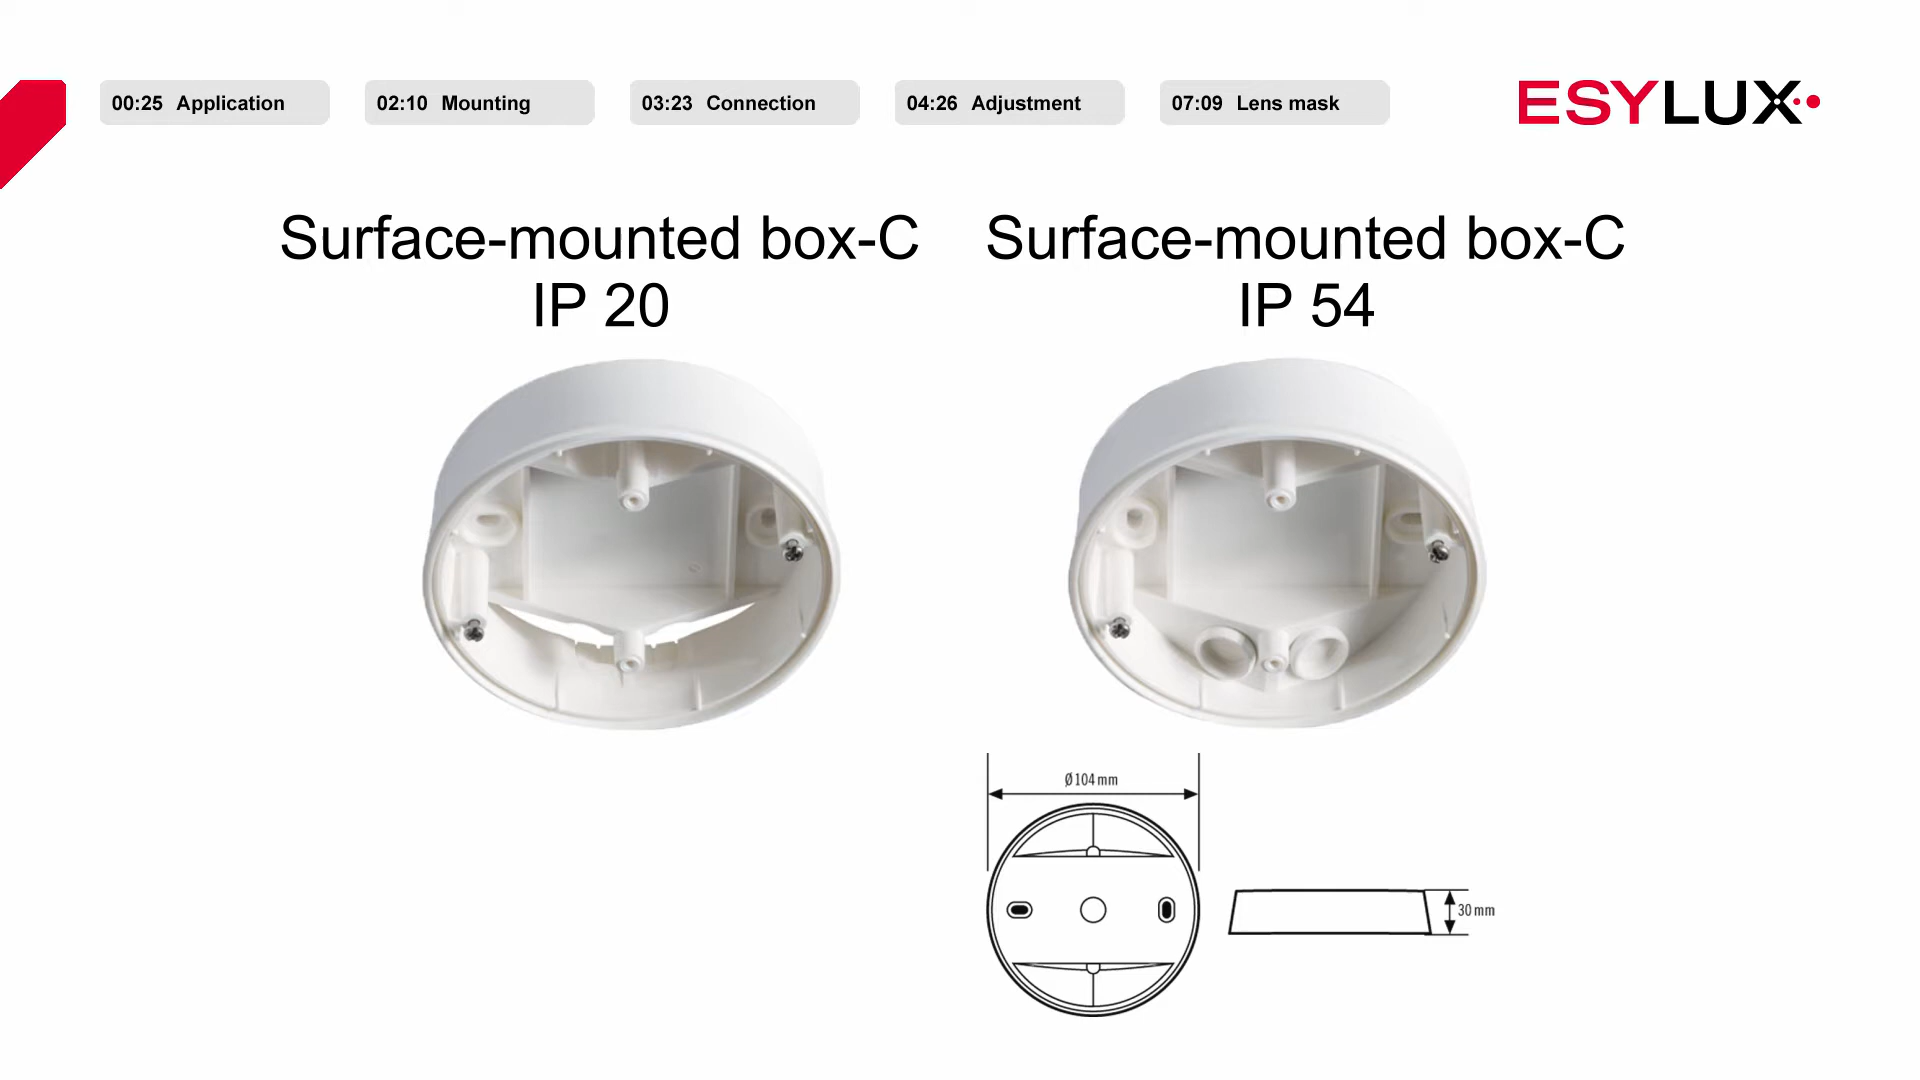 00:25 Application
02:10 Mounting
03:23 Connection
04:26 Adjustment
07:09 Lens mask
ESYLUX
Surface-mounted box-C
IP 20
Surface-mounted box-C
IP 54
Ø104 mm
30 mm